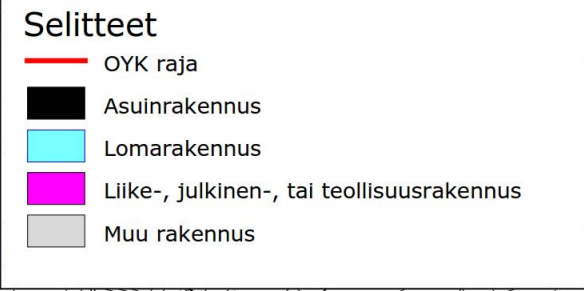 Selitteet
OYK raja
Asuinrakennus
Lomarakennus
Liike-, julkinen-, tai teollisuusrakennus
Muu rakennus